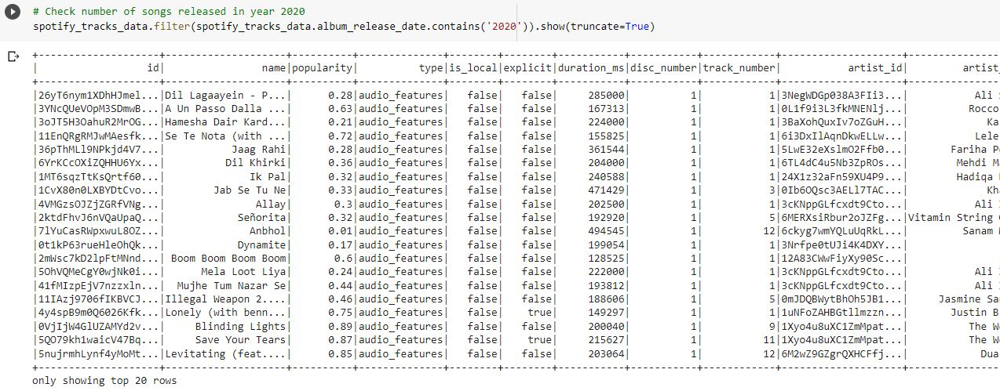 # Check number of songs released in year 2020
spotify_tracks_data.filter(spotify_tracks_data.album_release_date.contains('2020')).show(truncate=True)
+--------------------+--------------------+----------+--------------+--------+--------+-----------+-----------+------------+--------------------+------------
| id| name|popularity| type|is_local|explicit|duration_ms|disc_number|track_number| artist_id| artist_
+--------------------+--------------------+----------+--------------+--------+--------+-----------+-----------+------------+--------------------+------------
|26yT6nym1XDhHJmel...|Dil Lagaayein - P...| 0.28|audio_features| false| false| 285000| 1| 1|3NegWDGp038A3FIi3...| Ali
|3YNcQUeVOpM3SDmwB...|A Un Passo Dalla ...| 0.63|audio_features| false| false| 167313| 1| 1|0L1f9i3L3fkMNENlj...| Rocco
|3oJT5H3OahuR2MrOG...|Hamesha Dair Kard...| 0.21|audio_features| false| false| 224000| 1| 1|3BaXohQuxIv7oZGuH...| Ka
|11EnQRgRMJwMAesfk...|Se Te Nota (with ...| 0.72|audio_features| false| false| 155825| 1| 1|6i3DxIlAqnDkwELLw...| Lele
|36pThMLl9NPkjd4V7...| Jaag Rahi| 0.28|audio_features| false| false| 361544| 1| 1|5LwE32eXslmO2Ffb0...| Fariha P
|6YrKCcOXiZQHHU6Yx...| Dil Khirki| 0.36|audio_features| false| false| 204000| 1| 1|6TL4dC4u5Nb3ZpROs...| Mehdi Ma
|1MT6sqzTtKsQrtf60...| Ik Pal| 0.32|audio_features| false| false| 240588| 1| 1|24X1z32aFn59XU4P9...| Hadiqa
|1CvX80n0LXBYDtCvo...| Jab Se Tu Ne| 0.33|audio_features| false| false| 471429| 1| 3|0Ib6OQsc3AELl7TAC...| Kh
|4VMGzsOJZjZGRfVNg...| Allay| 0.3|audio_features| false| false| 202500| 1| 1|3cKNppGLfcxdt9Cto...| Ali
|2ktdFhvJ6nVQaUpaQ...| Señorita| 0.32|audio_features| false| false| 192920| 1| 5|6MERXsiRbur2oJZFg...|Vitamin String
|7lYuCasRWpxwuL8OZ...| Anbhol| 0.01|audio_features| false| false| 494545| 1| 12|6ckyg7wmYQLuUqRkL...| Sanam
|0t1kP63rueHleOhQk...| Dynamite| 0.17|audio_features| false| false| 199054| 1| 1|3Nrfpe0tUJi4K4DXY...|
|2mWsc7kD2lpFtMNnd...| Boom Boom Boom Boom| 0.6|audio_features| false| false| 128525| 1| 1|12A83CWwFiyXy90Sc...|
|5OhVQMeCgY0wjNk0i...| Mela Loot Liya| 0.24|audio_features| false| false| 222000| 1| 1|3cKNppGLfcxdt9Cto...| Ali
|41fMIzpEjV7nzzxln...| Mujhe Tum Nazar Se| 0.44|audio_features| false| false| 193812| 1| 1|3cKNppGLfcxdt9Cto...| Ali
|11IAzj9706fIKBVCJ...|Illegal Weapon 2....| 0.46|audio_features| false| false| 188606| 1| 5|0mJDQBWytBhOh5JB1...| Jasmine Sa
|4y4spB9m0Q6026Kfk...|Lonely (with benn...| 0.75|audio_features| false| true| 149297| 1| 1|1uNFoZAHBGtllmzzn...| Justin B
|0VjIjW4GlUZAMYd2v...| Blinding Lights| 0.89|audio_features| false| false| 200040| 1| 9|1Xyo4u8uXC1ZmMpat...| The W
|5QO79kh1waicV47Bq...| Save Your Tears| 0.87|audio_features| false| true| 215627| 1| 11|1Xyo4u8uXC1ZmMpat...| The W
|5nujrmhLynf4yMoMt...|Levitating (feat....| 0.85|audio_features| false| false| 203064| 1| 12|6M2wZ9GZgrQXHCFfj...| Dua
+--------------------+--------------------+----------+--------------+--------+--------+-----------+-----------+------------+--------------------+------------
only showing top 20 rows